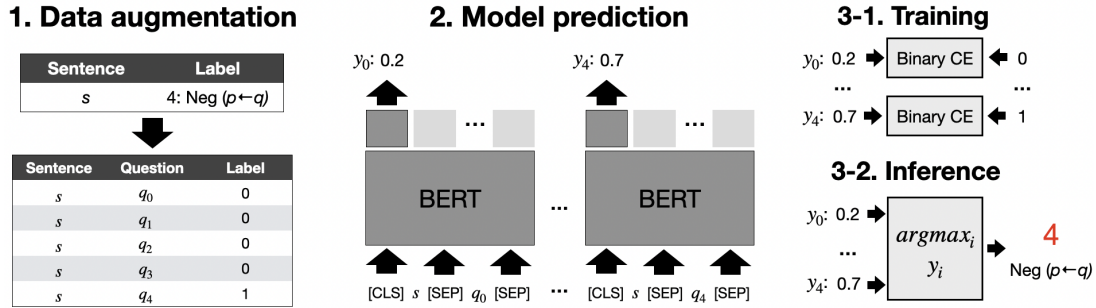 1. Data augmentation
Sentence Label
s 4: Neg (p←q)
Sentence Question Label
s q0 0
s q1 0
s q2 0
s q3 0
s q4 1
2. Model prediction
y0: 0.2 y4: 0.7
... ...
BERT ... BERT
[CLS] s [SEP] q0 [SEP] ... [CLS] s [SEP] q4 [SEP]
3-1. Training
y0: 0.2 Binary CE 0
... ...
y4: 0.7 Binary CE 1
3-2. Inference
y0: 0.2
...
y4: 0.7
argmaxi
yi
4
Neg (p←q)